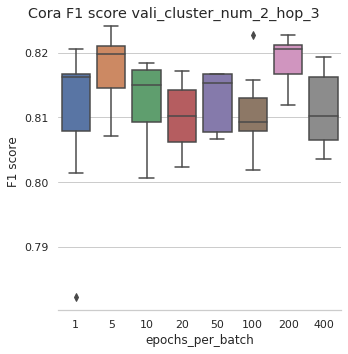 Cora F1 score vali_cluster_num_2_hop_3
0.82
0.81
0.80
0.79
F1 score
1 5 10 20 50 100 200 400
epochs_per_batch